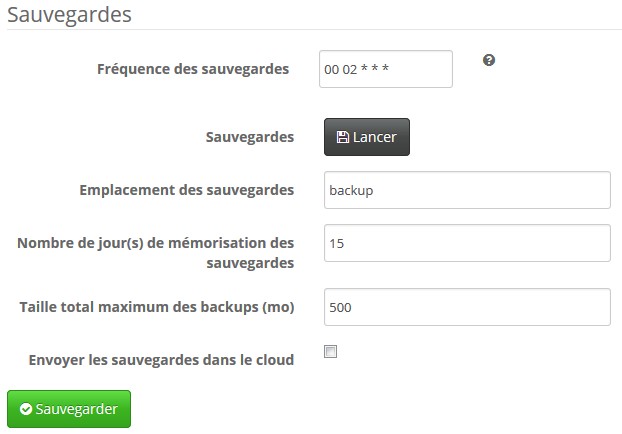 Sauvegardes
Fréquence des sauvegardes 00 02 * * * ?
Sauvegardes Lancer
Emplacement des sauvegardes backup
Nombre de jour(s) de mémorisation des 15
sauvegardes
Taille total maximum des backups (mo) 500
Envoyer les sauvegardes dans le cloud
Sauvegarder